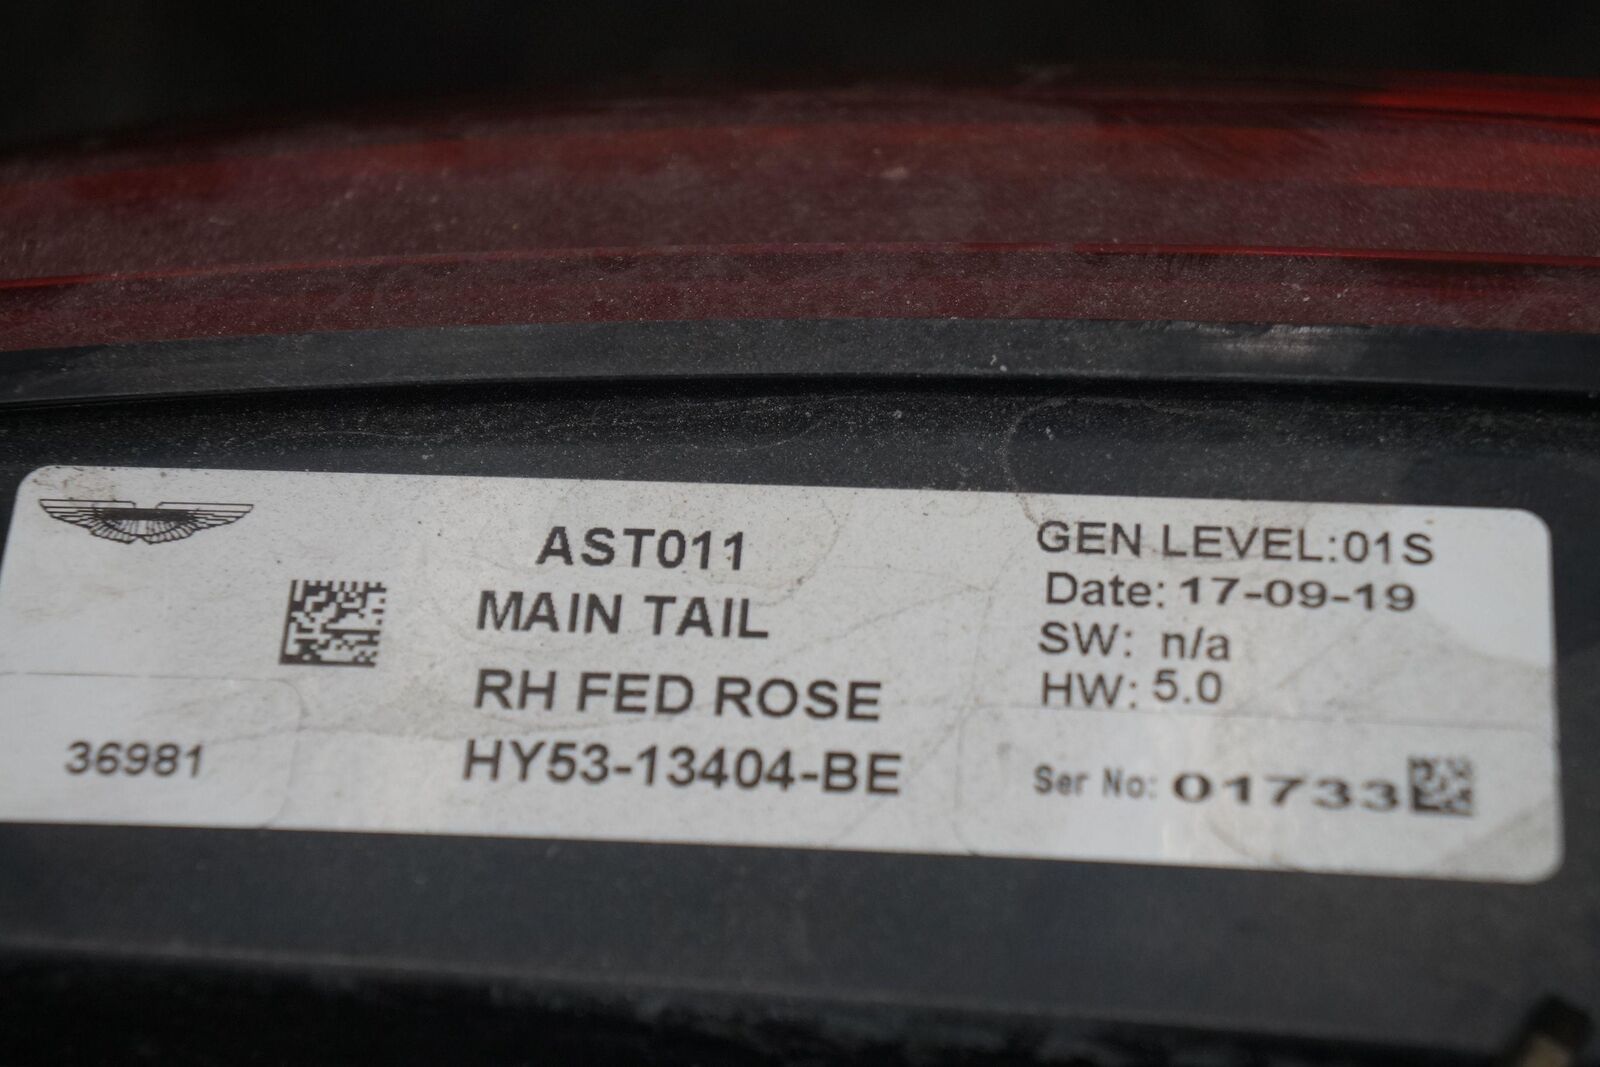 AST011
MAIN TAIL
RH FED ROSE
HY53-13404-BE
36981
GEN LEVEL:01S
Date: 17-09-19
SW: n/a
HW: 5.0
Ser No: 01733